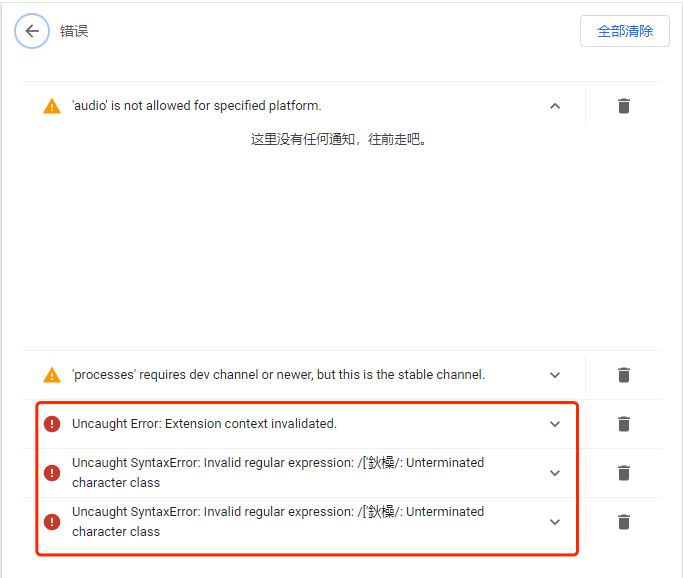 错误
全部清除
'audio' is not allowed for specified platform.
这里没有任何通知，往前走吧。
'processes' requires dev channel or newer, but this is the stable channel.
Uncaught Error: Extension context invalidated.
Uncaught SyntaxError: Invalid regular expression: /['鈥橾/: Unterminated
character class
Uncaught SyntaxError: Invalid regular expression: /['鈥橾/: Unterminated
character class